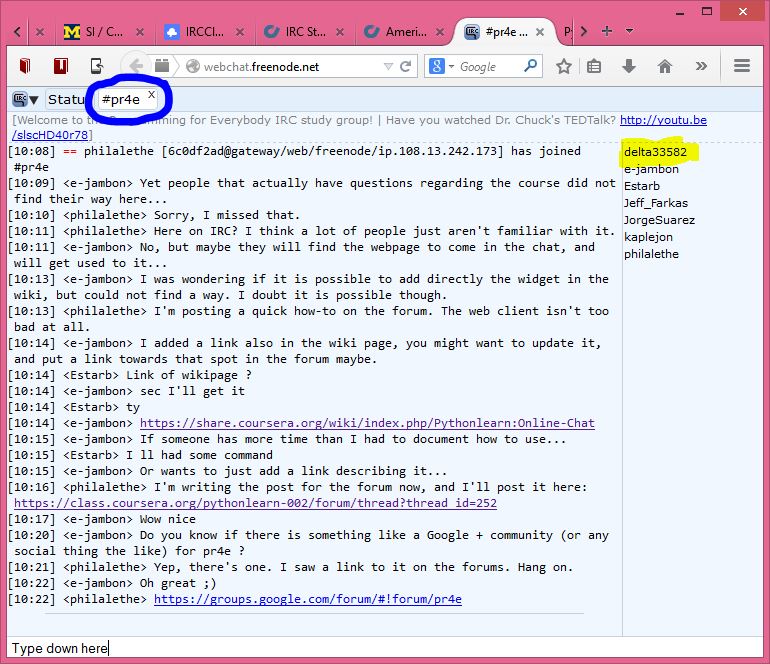 SI / C...
IRCCl...
IRC St...
Ameri...
#pr4e ...
webchat.freenode.net
Google
#pr4e x
[Welcome to the
mming for Everybody IRC study group! | Have you watched Dr. Chuck's TEDTalk? http://youtu.be
/slscHD40r78]
[10:08] == philalethe [6c0df2ad@gateway/web/freenode/ip.108.13.242.173] has joined
#pr4e
[10:09] <e-jambon> Yet people that actually have questions regarding the course did not
find their way here...
[10:10] <philalethe> Sorry, I missed that.
[10:11] <philalethe> Here on IRC? I think a lot of people just aren't familiar with it.
[10:11] <e-jambon> No, but maybe they will find the webpage to come in the chat, and
will get used to it...
[10:13] <e-jambon> I was wondering if it is possible to add directly the widget in the
wiki, but could not find a way. I doubt it is possible though.
[10:13] <philalethe> I'm posting a quick how-to on the forum. The web client isn't too
bad at all.
[10:14] <e-jambon> I added a link also in the wiki page, you might want to update it,
and put a link towards that spot in the forum maybe.
[10:14] <Estarb> Link of wikipage ?
[10:14] <e-jambon> sec I'll get it
[10:14] <Estarb> ty
[10:14] <e-jambon> https://share.coursera.org/wiki/index.php/Pythonlearn:Online-Chat
[10:15] <e-jambon> If someone has more time than I had to document how to use...
[10:15] <Estarb> I ll had some command
[10:15] <e-jambon> Or wants to just add a link describing it...
[10:16] <philalethe> I'm writing the post for the forum now, and I'll post it here:
https://class.coursera.org/pythonlearn-002/forum/thread?thread_id=252
[10:17] <e-jambon> Wow nice
[10:20] <e-jambon> Do you know if there is something like a Google + community (or any
social thing the like) for pr4e ?
[10:21] <philalethe> Yep, there's one. I saw a link to it on the forums. Hang on.
[10:22] <e-jambon> Oh great ;)
[10:22] <philalethe> https://groups.google.com/forum/#!forum/pr4e
delta33582
e-jambon
Estarb
Jeff_Farkas
JorgeSuarez
kaplejon
philalethe
Type down here